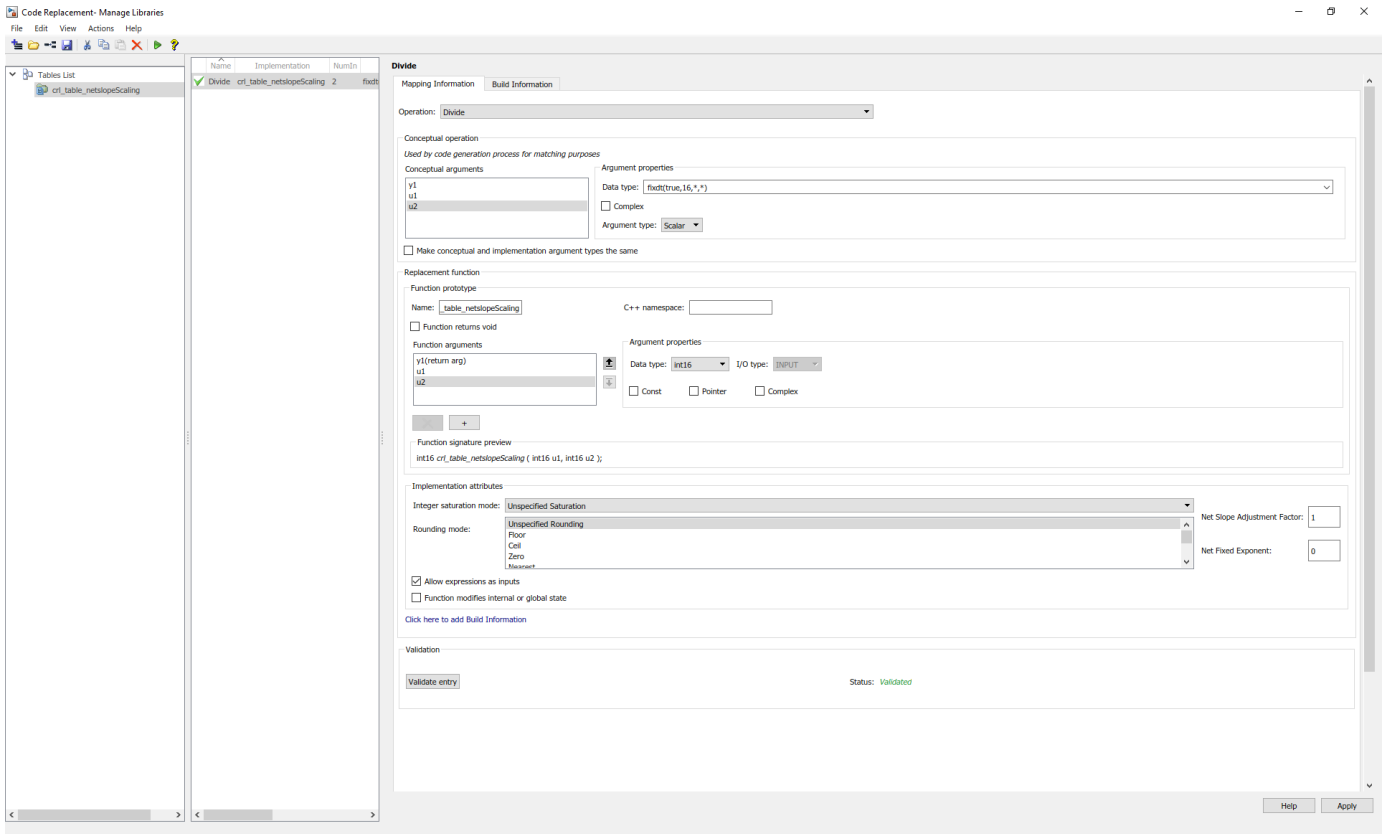 Code Replacement- Manage Libraries
File Edit View Actions Help
Tables List
crl_table_netslopeScaling
Name Implementation NumIn
Divide crl_table_netslopeScaling 2 fixdt
Divide
Mapping Information Build Information
Operation: Divide
Conceptual operation
Used by code generation process for matching purposes
Conceptual arguments
y1
u1
u2
Argument properties
Data type: fixdt(true,16,*,*)
Complex
Argument type: Scalar
Make conceptual and implementation argument types the same
Replacement function
Function prototype
Name: _table_netslopeScaling C++ namespace:
Function returns void
Function arguments
y1(return arg)
u1
u2
Argument properties
Data type: int16 I/O type: INPUT
Const Pointer Complex
+
Function signature preview
int16 crl_table_netslopeScaling ( int16 u1, int16 u2 );
Implementation attributes
Integer saturation mode: Unspecified Saturation
Rounding mode: Unspecified Rounding
Floor
Ceil
Zero
Nearest
Net Slope Adjustment Factor: 1
Net Fixed Exponent: 0
Allow expressions as inputs
Function modifies internal or global state
Click here to add Build Information
Validation
Validate entry Status: Validated
Help Apply